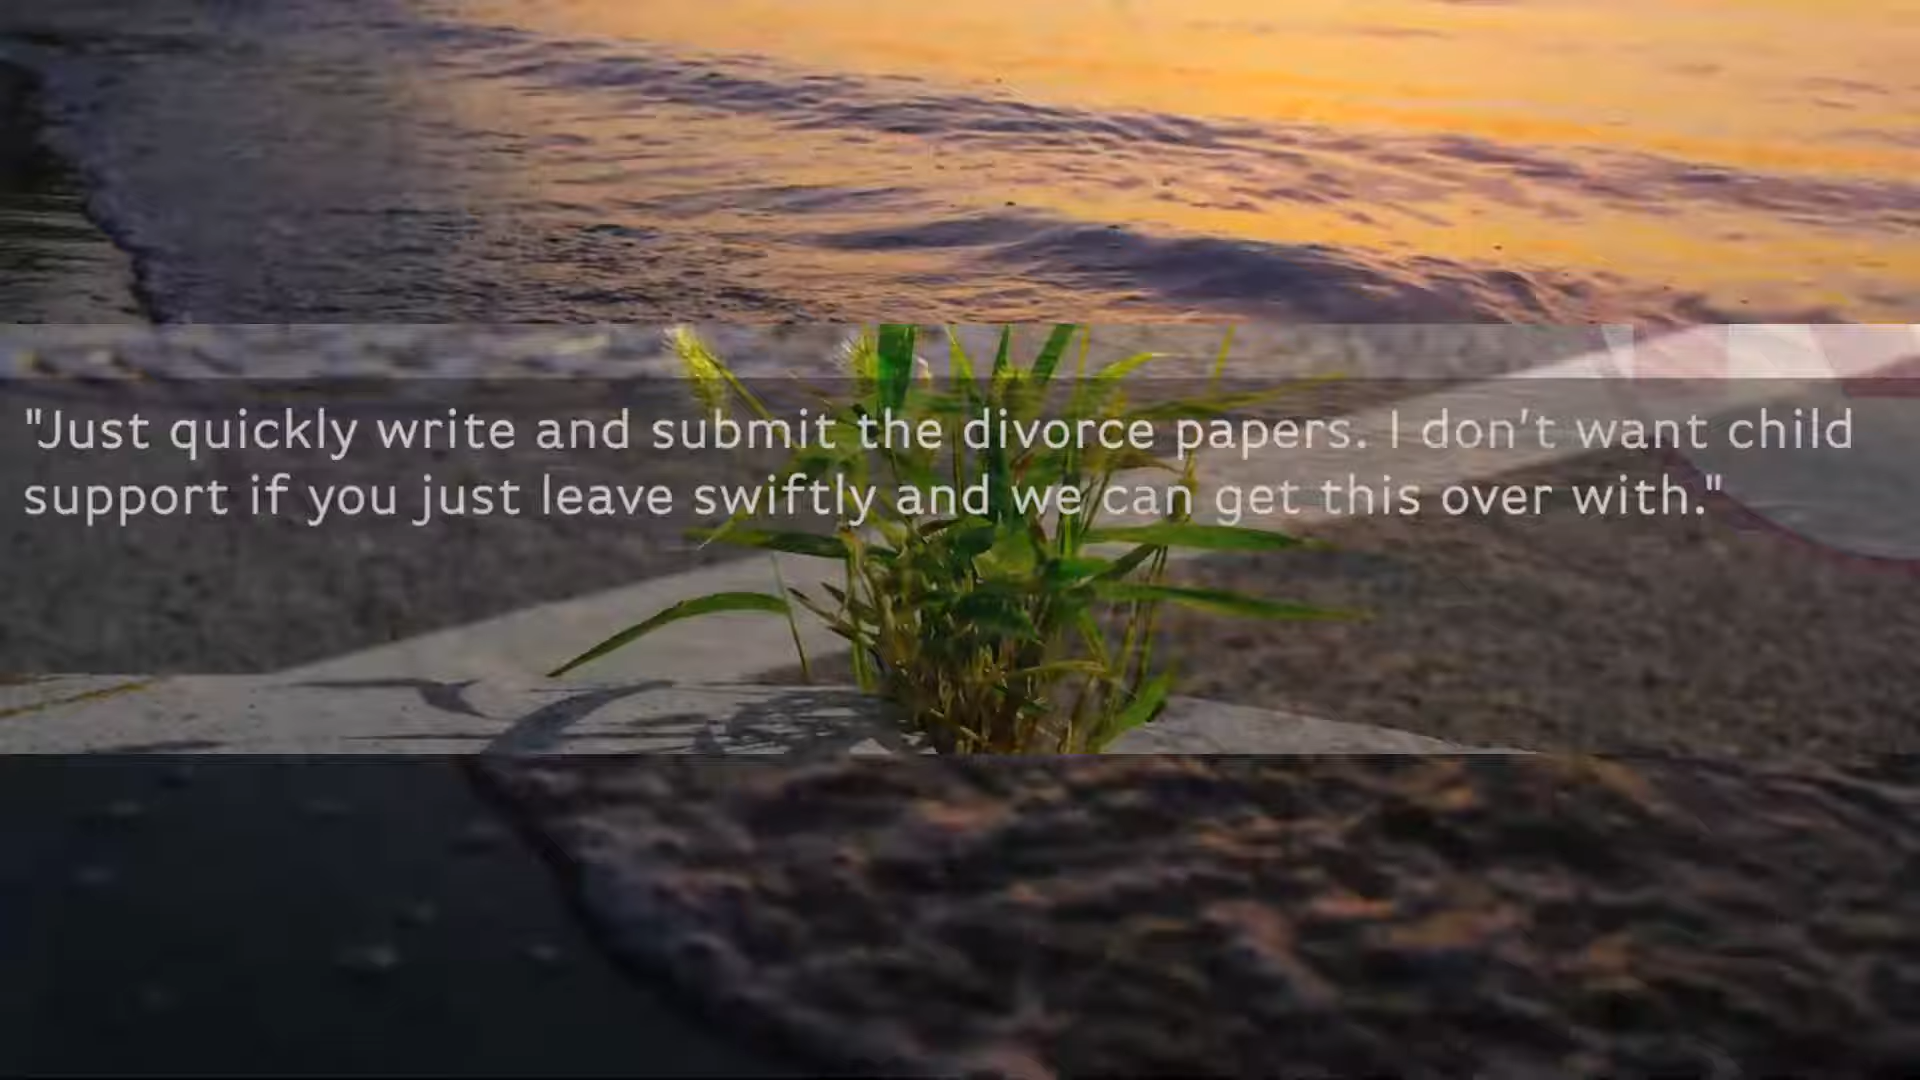 "Just quickly write and submit the divorce papers. I don't want child
support if you just leave swiftly and we can get this over with."